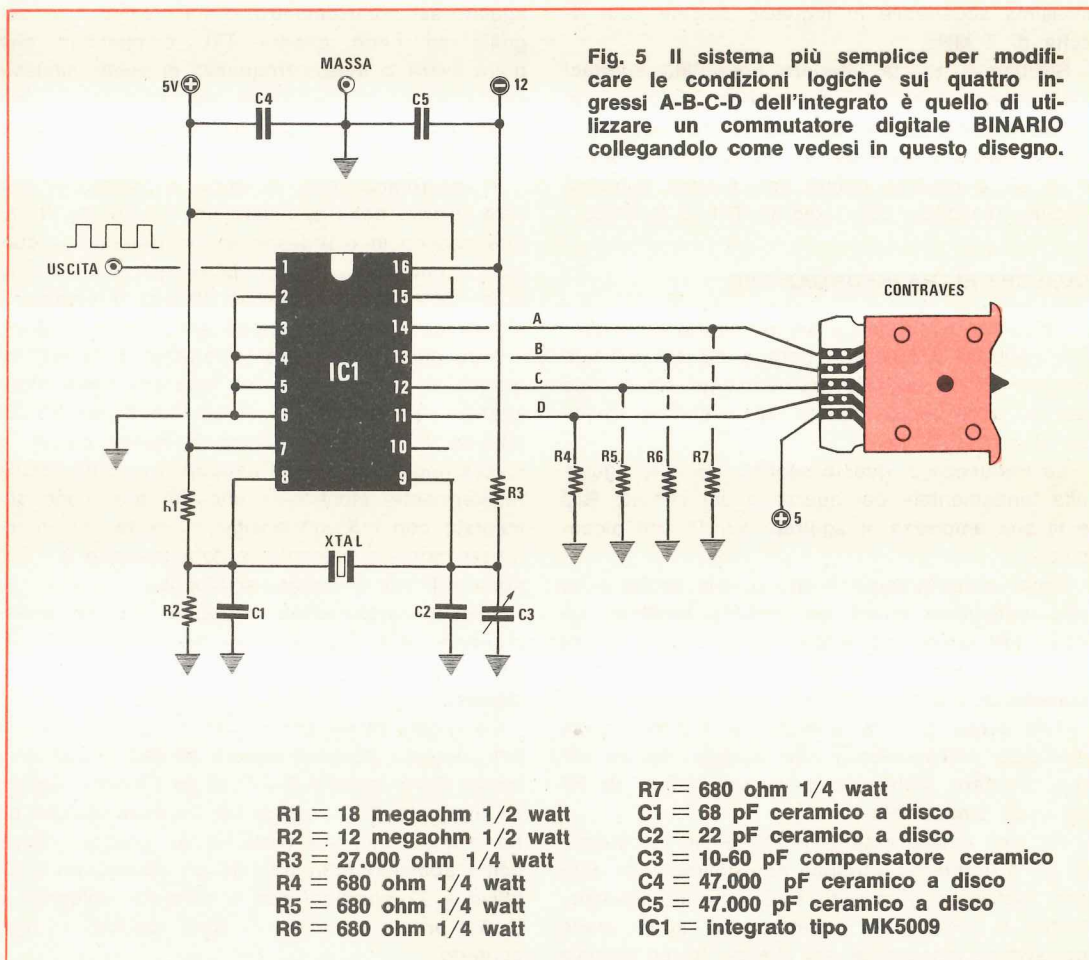 Fig. 5 Il sistema più semplice per modifi-
care le condizioni logiche sui quattro in-
gressi A-B-C-D dell'integrato è quello di uti-
lizzare un commutatore digitale BINARIO
collegandolo come vedesi in questo disegno.
5V
MASSA
12
C4
C5
USCITA
1
2
3
4
5
6
7
8
IC1
16
15
14
13
12
11
10
9
A
B
C
D
CONTRAVES
R4
R5
R6
R7
5
R1
R3
XTAL
R2
C1
C2
C3
R1 = 18 megaohm 1/2 watt
R2 = 12 megaohm 1/2 watt
R3 = 27.000 ohm 1/4 watt
R4 = 680 ohm 1/4 watt
R5 = 680 ohm 1/4 watt
R6 = 680 ohm 1/4 watt
R7 = 680 ohm 1/4 watt
C1 = 68 pF ceramico a disco
C2 = 22 pF ceramico a disco
C3 = 10-60 pF compensatore ceramico
C4 = 47.000 pF ceramico a disco
C5 = 47.000 pF ceramico a disco
IC1 = integrato tipo MK5009